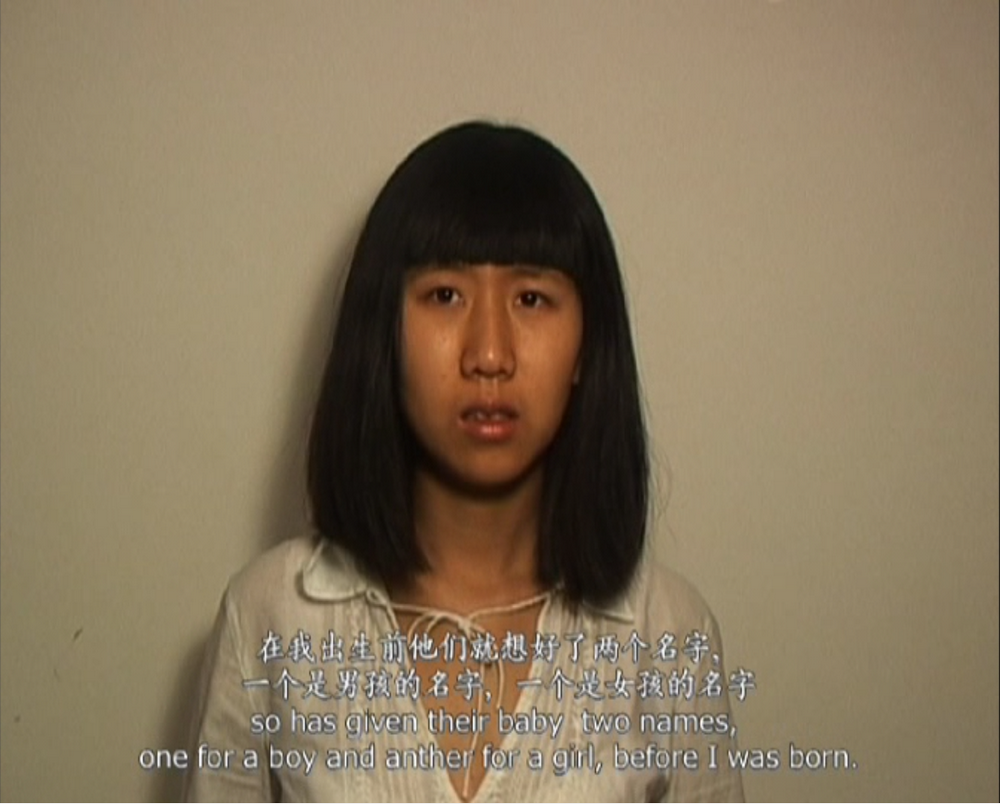 在我出生前他们就想好了两个名字，
一个是男孩的名字，一个是女孩的名字
so has given their baby two names,
one for a boy and anther for a girl, before I was born.